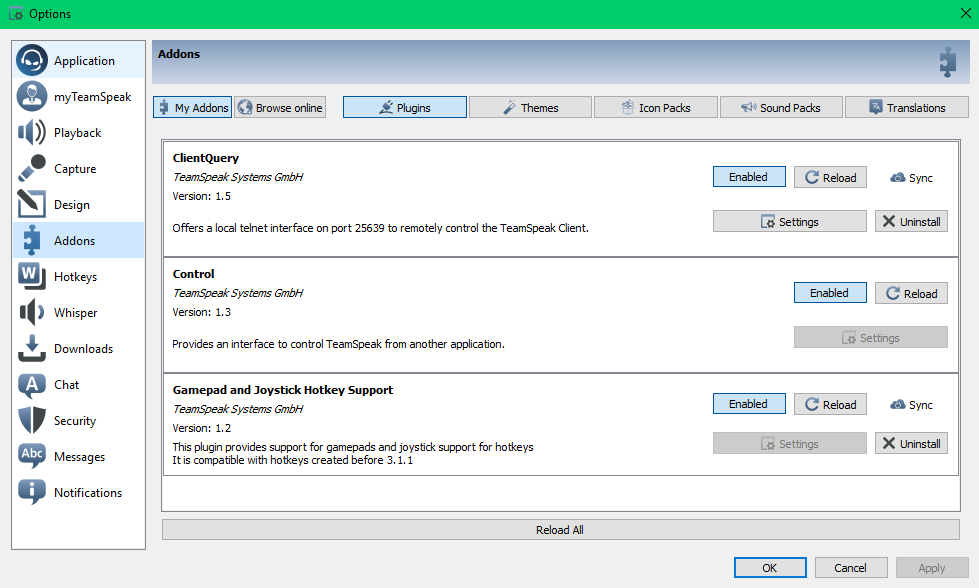 Options
Application
myTeamSpeak
Playback
Capture
Design
Addons
Hotkeys
Whisper
Downloads
Chat
Security
Messages
Notifications
Addons
My Addons Browse online Plugins Themes Icon Packs Sound Packs Translations
ClientQuery
TeamSpeak Systems GmbH
Version: 1.5
Enabled Reload Sync
Offers a local telnet interface on port 25639 to remotely control the TeamSpeak Client.
Settings Uninstall
Control
TeamSpeak Systems GmbH
Version: 1.3
Enabled Reload
Provides an interface to control TeamSpeak from another application.
Settings
Gamepad and Joystick Hotkey Support
TeamSpeak Systems GmbH
Version: 1.2
Enabled Reload Sync
This plugin provides support for gamepads and joystick support for hotkeys
It is compatible with hotkeys created before 3.1.1
Settings Uninstall
Reload All
OK Cancel Apply
W
A
Abc
i